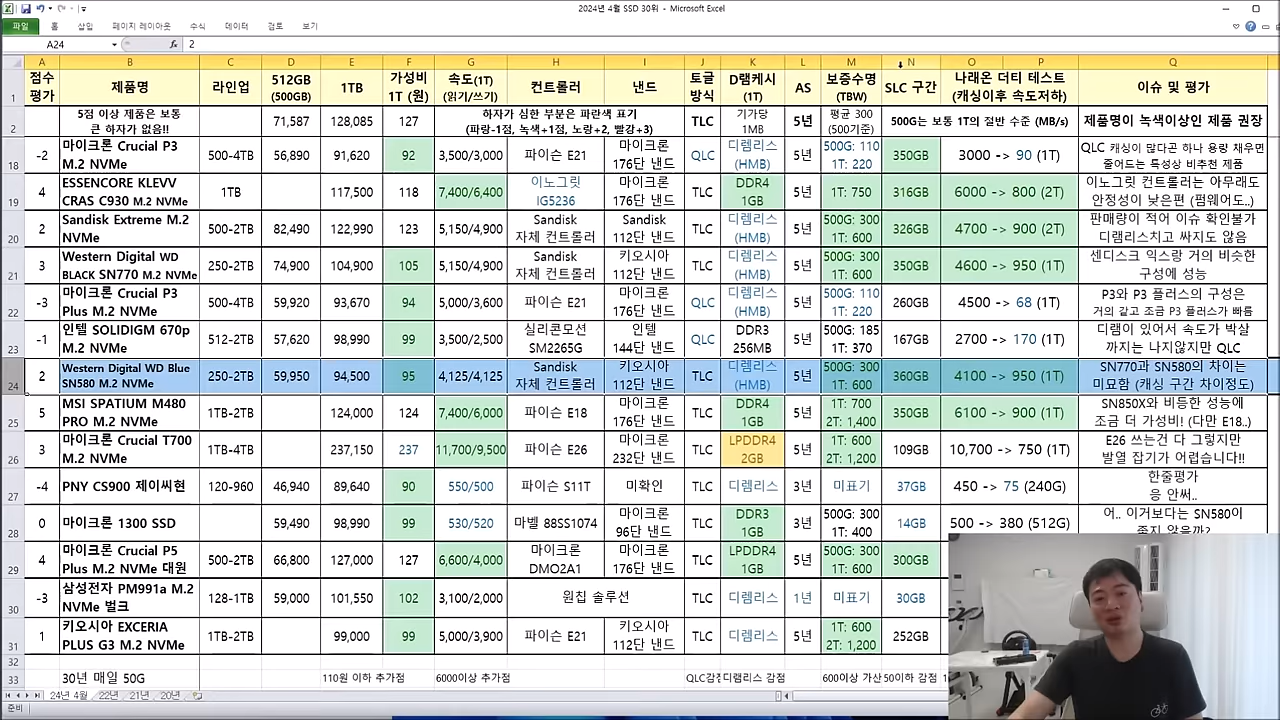 2024년 4월 SSD 30위 - Microsoft Excel
파일 홈 삽입 페이지 레이아웃 수식 데이터 검토 보기
A24 fx 2
A B C D E F G H I J K L M N O P Q
1 점수 평가 제품명 라인업 512GB (500GB) 1TB 가성비 1T (원) 속도(1T) (읽기/쓰기) 컨트롤러 낸드 토글 방식 D램캐시 (1T) AS 보증수명 (TBW) SLC 구간 나래온 더티 테스트 (캐싱이후 속도저하) 이슈 및 평가
2 5점 이상 제품은 보통 큰 하자가 없음!! 71,587 128,085 127 하자가 심한 부분은 파란색 표기 (파랑-1점, 녹색+1점, 노랑+2, 빨강+3) TLC 기가당 1MB 5년 평균 300 (500기준) 500G는 보통 1T의 절반 수준 (MB/s) 제품명이 녹색이상인 제품 권장
18 -2 마이크론 Crucial P3 M.2 NVMe 500-4TB 56,890 91,620 92 3,500/3,000 파이슨 E21 마이크론 176단 낸드 QLC 디렘리스 (HMB) 5년 500G: 110 1T: 220 350GB 3000 -> 90 (1T) QLC 캐싱이 많다곤 하나 용량 채우면 줄어드는 특성상 비추천 제품
19 4 ESSENCORE KLEVV CRAS C930 M.2 NVMe 1TB 117,500 118 7,400/6,400 이노그릿 IG5236 마이크론 176단 낸드 TLC DDR4 1GB 5년 1T: 750 316GB 6000 -> 800 (2T) 이노그릿 컨트롤러는 아무래도 안정성이 낮은편 (펌웨어도..)
20 2 Sandisk Extreme M.2 NVMe 500-2TB 82,490 122,990 123 5,150/4,900 Sandisk 자체 컨트롤러 Sandisk 112단 낸드 TLC 디렘리스 (HMB) 5년 500G: 300 1T: 600 326GB 4700 -> 900 (2T) 판매량이 적어 이슈 확인불가 디램리스치고 싸지도 않음
21 3 Western Digital WD BLACK SN770 M.2 NVMe 250-2TB 74,900 104,900 105 5,150/4,900 Sandisk 자체 컨트롤러 키오시아 112단 낸드 TLC 디렘리스 (HMB) 5년 500G: 300 1T: 600 350GB 4600 -> 950 (1T) 센디스크 익스랑 거의 비슷한 구성에 성능
22 -3 마이크론 Crucial P3 Plus M.2 NVMe 500-4TB 59,920 93,670 94 5,000/3,600 파이슨 E21 마이크론 176단 낸드 QLC 디렘리스 (HMB) 5년 500G: 110 1T: 220 260GB 4500 -> 68 (1T) P3와 P3 플러스의 구성은 거의 같고 조금 P3 플러스가 빠름
23 -1 인텔 SOLIDIGM 670p M.2 NVMe 512-2TB 57,620 98,990 99 3,500/2,500 실리콘모션 SM2265G 인텔 144단 낸드 QLC DDR3 256MB 5년 500G: 185 1T: 370 167GB 2700 -> 170 (1T) 디램이 있어서 속도가 박살 까지는 나지않지만 QLC
24 2 Western Digital WD Blue SN580 M.2 NVMe 250-2TB 59,950 94,500 95 4,125/4,125 Sandisk 자체 컨트롤러 키오시아 112단 낸드 TLC 디렘리스 (HMB) 5년 500G: 300 1T: 600 360GB 4100 -> 950 (1T) SN770과 SN580의 차이는 미묘함 (캐싱 구간 차이정도)
25 5 MSI SPATIUM M480 PRO M.2 NVMe 1TB-2TB 124,000 124 7,400/6,000 파이슨 E18 마이크론 176단 낸드 TLC DDR4 1GB 5년 1T: 700 2T: 1,400 350GB 6100 -> 900 (1T) SN850X와 비등한 성능에 조금 더 가성비! (다만 E18..)
26 3 마이크론 Crucial T700 M.2 NVMe 1TB-4TB 237,150 237 11,700/9,500 파이슨 E26 마이크론 232단 낸드 TLC LPDDR4 2GB 5년 1T: 600 2T: 1,200 109GB 10,700 -> 750 (1T) E26 쓰는건 다 그렇지만 발열 잡기가 어렵습니다!!
27 -4 PNY CS900 제이씨현 120-960 46,940 89,640 90 550/500 파이슨 S11T 미확인 TLC 디렘리스 3년 미표기 37GB 450 -> 75 (240G) 한줄평가 응 안써..
28 0 마이크론 1300 SSD 59,490 98,990 99 530/520 마벨 88SS1074 마이크론 96단 낸드 TLC DDR3 1GB 3년 500G: 300 1T: 400 14GB 500 -> 380 (512G) 어.. 이거보다는 SN580이 좋지 않을까?
29 4 마이크론 Crucial P5 Plus M.2 NVMe 대원 500-2TB 66,800 127,000 127 6,600/4,000 마이크론 DMO2A1 마이크론 176단 낸드 TLC LPDDR4 1GB 5년 500G: 300 1T: 600 300GB
30 -3 삼성전자 PM991a M.2 NVMe 벌크 128-1TB 59,000 101,550 102 3,100/2,000 원칩 솔루션 TLC 디렘리스 1년 미표기 30GB
31 1 키오시아 EXCERIA PLUS G3 M.2 NVMe 1TB-2TB 99,000 99 5,000/3,900 파이슨 E21 키오시아 112단 낸드 TLC 디렘리스 5년 1T: 600 2T: 1,200 252GB
32
33 30년 매일 50G 110원 이하 추가점 6000이상 추가점 QLC감점 디램리스 감점 600이상 가산 50이하 감점
24년 4월 22년 21년 20년
준비